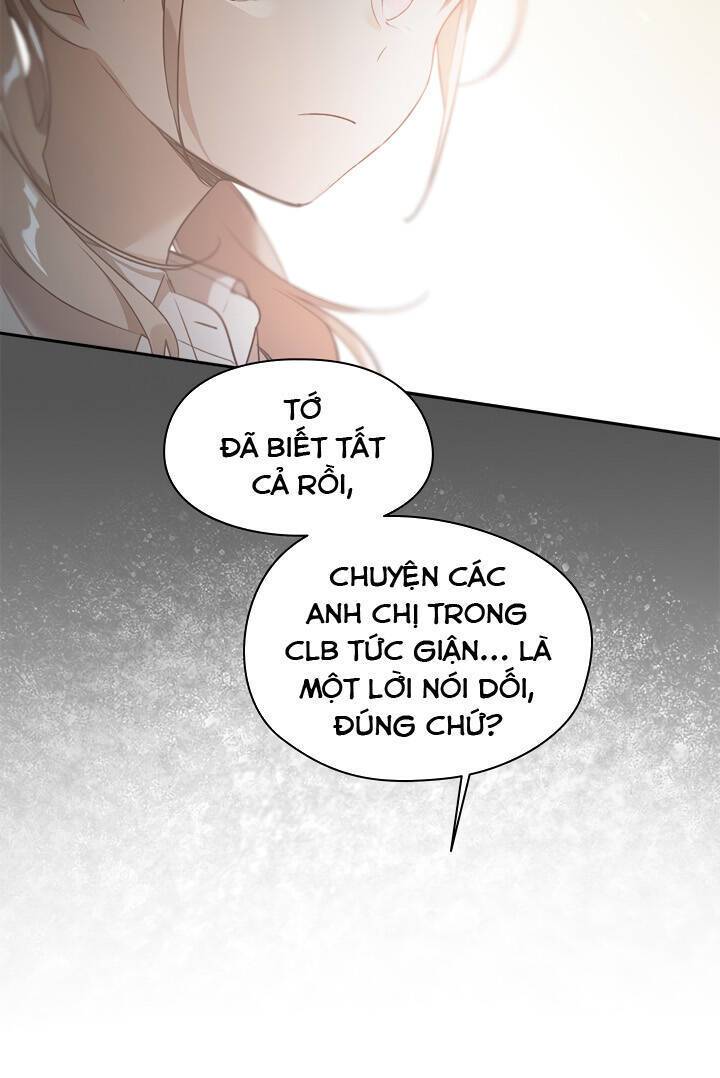 TỚ
ĐÃ BIẾT TẤT
CẢ RỒI,
CHUYỆN CÁC
ANH CHỊ TRONG
CLB TỨC GIẬN... LÀ
MỘT LỜI NÓI DỐI,
ĐÚNG CHỨ?